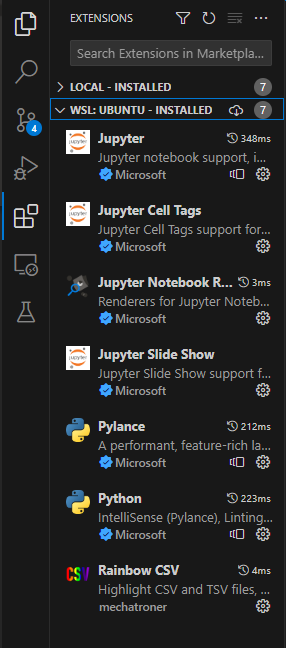 EXTENSIONS
Search Extensions in Marketpla...
LOCAL - INSTALLED 7
WSL: UBUNTU - INSTALLED 7
4
Jupyter 348ms
Jupyter notebook support, i...
Microsoft
Jupyter Cell Tags
Jupyter Cell Tags support for...
Microsoft
Jupyter Notebook R... 3ms
Renderers for Jupyter Noteb...
Microsoft
Jupyter Slide Show
Jupyter Slide Show support f...
Microsoft
Pylance 212ms
A performant, feature-rich la...
Microsoft
Python 223ms
IntelliSense (Pylance), Linting...
Microsoft
CSV
Rainbow CSV 4ms
Highlight CSV and TSV files, ...
mechatroner